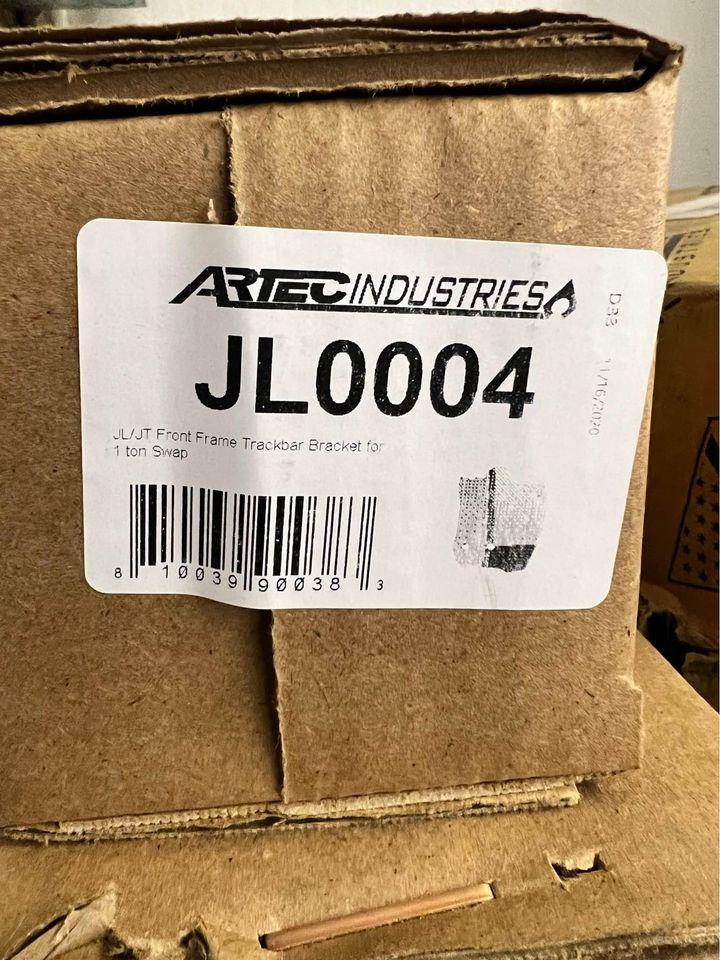 ARTEC INDUSTRIES
JL0004
JL/JT Front Frame Trackbar Bracket for
1 ton Swap
8 10039 90038 3
D33 11/16/2020